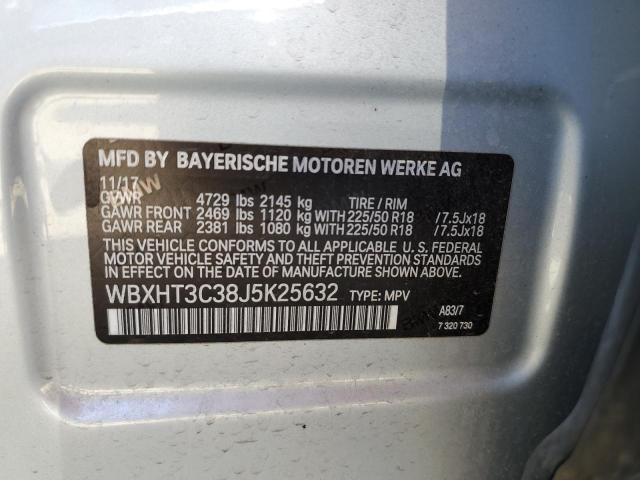 MFD BY BAYERISCHE MOTOREN WERKE AG
11/17
GVWR 4729 lbs 2145 kg TIRE / RIM
GAWR FRONT 2469 lbs 1120 kg WITH 225/50 R18 /7.5Jx18
GAWR REAR 2381 lbs 1080 kg WITH 225/50 R18 /7.5Jx18
THIS VEHICLE CONFORMS TO ALL APPLICABLE U. S. FEDERAL
MOTOR VEHICLE SAFETY AND THEFT PREVENTION STANDARDS
IN EFFECT ON THE DATE OF MANUFACTURE SHOWN ABOVE.
WBXHT3C38J5K25632 TYPE: MPV
A83/7
7 320 730